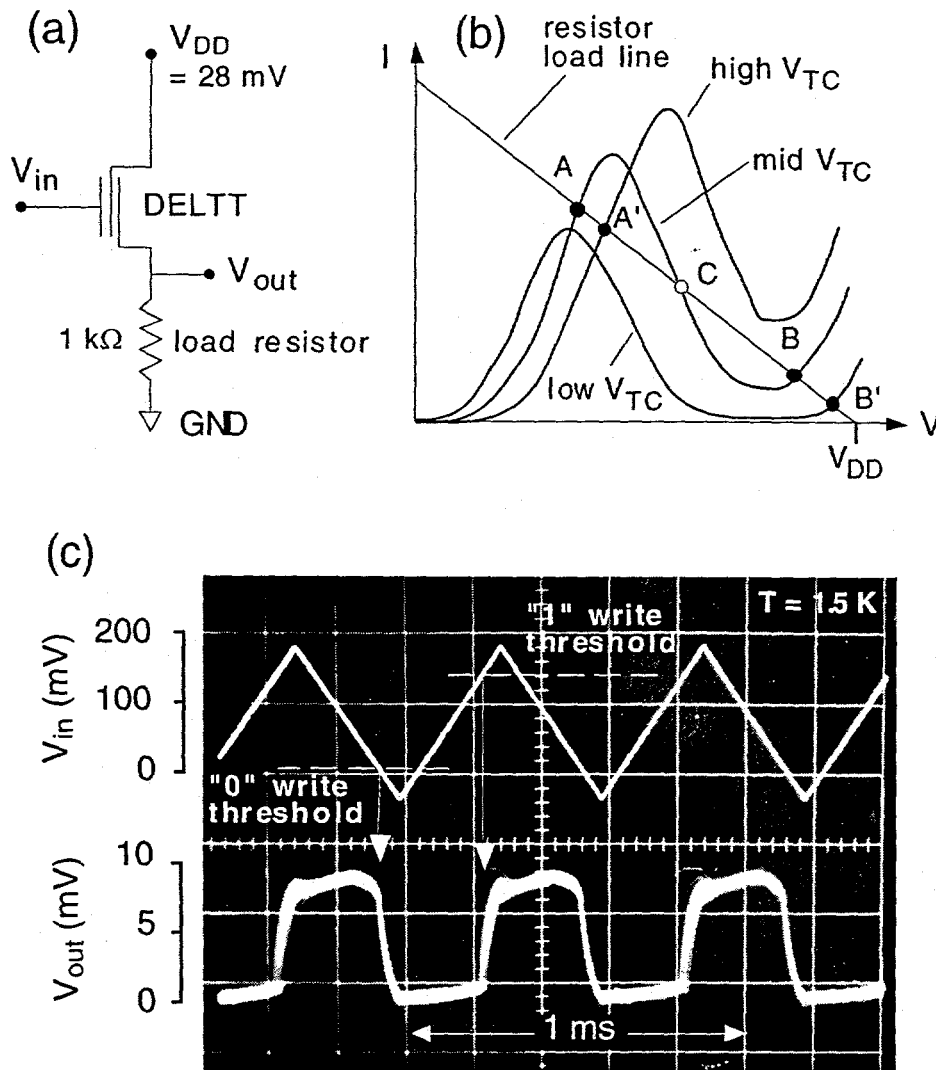 (a)
V_DD
= 28 mV
V_in
DELTT
V_out
1 kΩ load resistor
GND
(b)
I
resistor
load line
high V_TC
mid V_TC
low V_TC
A
A'
C
B
B'
V
V_DD
(c)
T = 1.5 K
"1" write
threshold
200
100
0
V_in (mV)
"0" write
threshold
10
5
0
V_out (mV)
1 ms